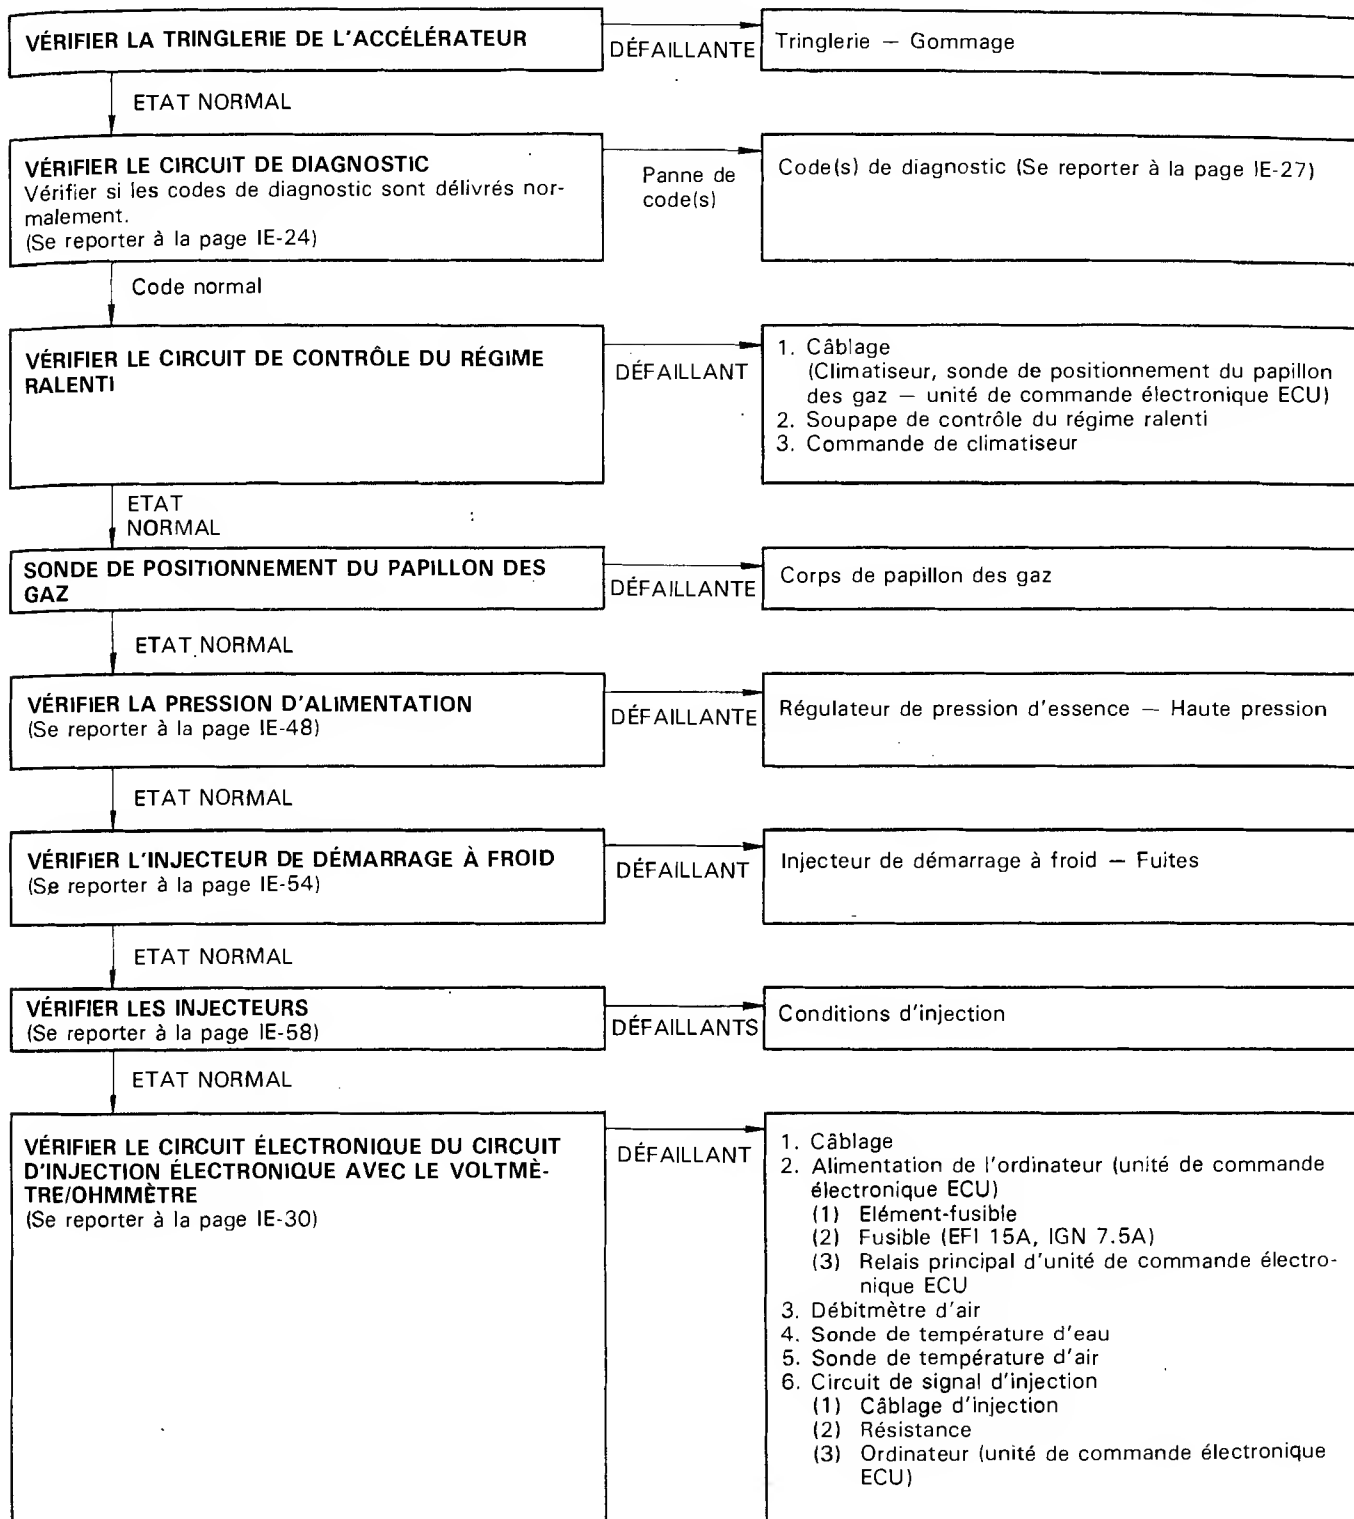 VÉRIFIER LA TRINGLERIE DE L'ACCÉLÉRATEUR
DÉFAILLANTE
Tringlerie — Gommage
ETAT NORMAL
VÉRIFIER LE CIRCUIT DE DIAGNOSTIC
Vérifier si les codes de diagnostic sont délivrés nor-
malement.
(Se reporter à la page IE-24)
Panne de
code(s)
Code(s) de diagnostic (Se reporter à la page IE-27)
Code normal
VÉRIFIER LE CIRCUIT DE CONTRÔLE DU RÉGIME
RALENTI
DÉFAILLANT
1. Câblage
(Climatiseur, sonde de positionnement du papillon
des gaz — unité de commande électronique ECU)
2. Soupape de contrôle du régime ralenti
3. Commande de climatiseur
ETAT
NORMAL
SONDE DE POSITIONNEMENT DU PAPILLON DES
GAZ
DÉFAILLANTE
Corps de papillon des gaz
ETAT NORMAL
VÉRIFIER LA PRESSION D'ALIMENTATION
(Se reporter à la page IE-48)
DÉFAILLANTE
Régulateur de pression d'essence — Haute pression
ETAT NORMAL
VÉRIFIER L'INJECTEUR DE DÉMARRAGE À FROID
(Se reporter à la page IE-54)
DÉFAILLANT
Injecteur de démarrage à froid — Fuites
ETAT NORMAL
VÉRIFIER LES INJECTEURS
(Se reporter à la page IE-58)
DÉFAILLANTS
Conditions d'injection
ETAT NORMAL
VÉRIFIER LE CIRCUIT ÉLECTRONIQUE DU CIRCUIT
D'INJECTION ÉLECTRONIQUE AVEC LE VOLTMÈ-
TRE/OHMMÈTRE
(Se reporter à la page IE-30)
DÉFAILLANT
1. Câblage
2. Alimentation de l'ordinateur (unité de commande
électronique ECU)
(1) Elément-fusible
(2) Fusible (EFI 15A, IGN 7.5A)
(3) Relais principal d'unité de commande électro-
nique ECU
3. Débitmètre d'air
4. Sonde de température d'eau
5. Sonde de température d'air
6. Circuit de signal d'injection
(1) Câblage d'injection
(2) Résistance
(3) Ordinateur (unité de commande électronique
ECU)